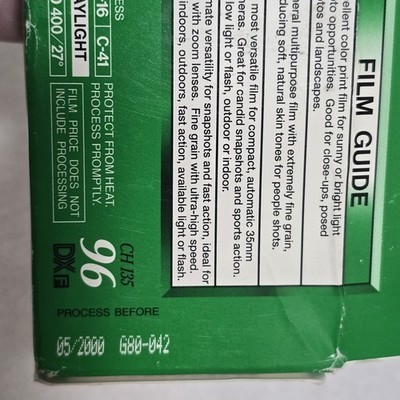 FILM GUIDE
ellent color print film for sunny or bright light
oto opportunities. Good for close-ups, posed
otos and landscapes.
neral multipurpose film with extremely fine grain,
ducing soft, natural skin tones for people shots.
most versatile film for compact, automatic 35mm
meras. Great for candid snapshots and sports action.
low light or flash, outdoor or indoor.
mate versatility for snapshots and fast action, ideal for
with zoom lenses. Fine grain with ultra-high speed.
indoors, outdoors, fast action, available light or flash.
CESS
-16 C-41
AYLIGHT
O 400 / 27°
PROTECT FROM HEAT.
PROCESS PROMPTLY.
FILM PRICE DOES NOT
INCLUDE PROCESSING
CH 135
96
DX
PROCESS BEFORE
05/2000 G80-042